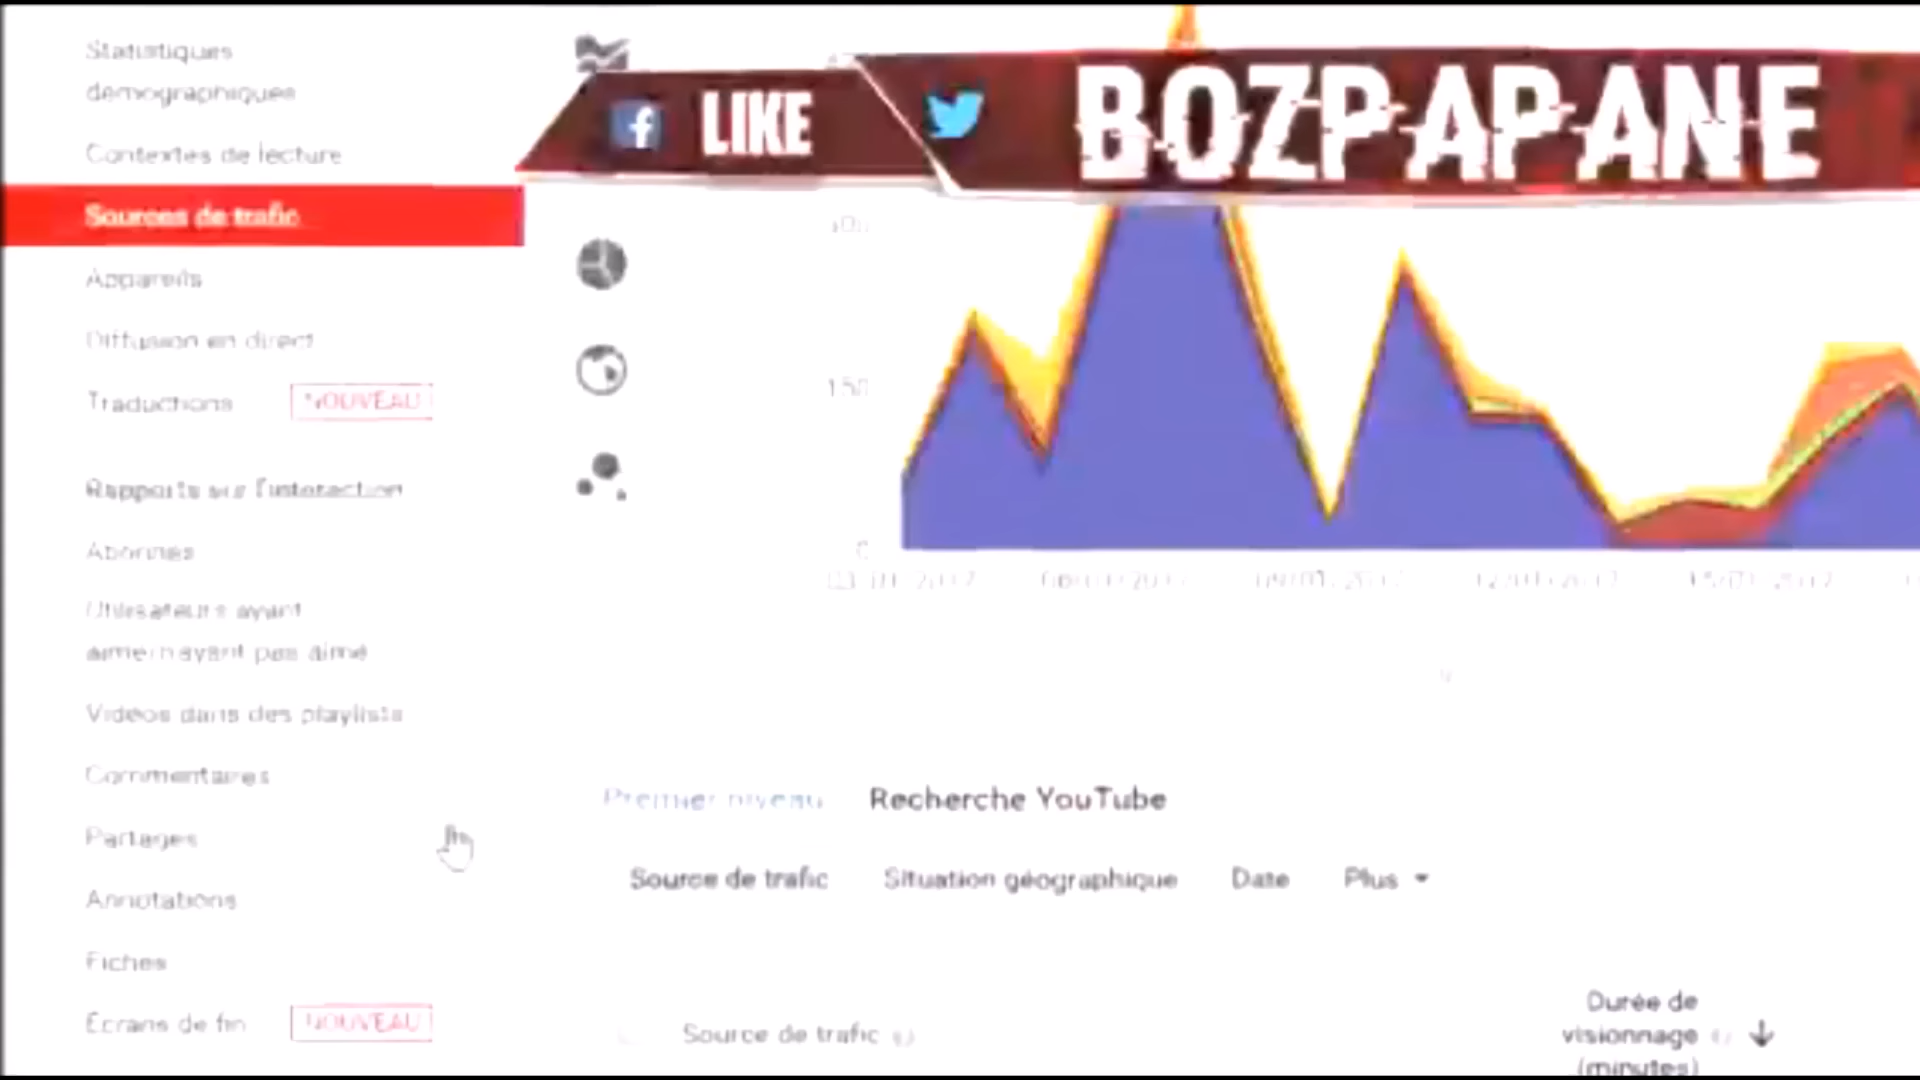 Statistiques
démographiques
Contextes de lecture
Sources de trafic
Appareils
Diffusion en direct
Traductions NOUVEAU
Rapports sur l'interaction
Abonnés
Utilisateurs ayant
aimé/n'ayant pas aimé
Vidéos dans des playlists
Commentaires
Partages
Annotations
Fiches
Écrans de fin NOUVEAU
f LIKE
BOZPAPANE
150
0
Premier niveau Recherche YouTube
Source de trafic Situation géographique Date Plus
Source de trafic
Durée de
visionnage
(minutes)